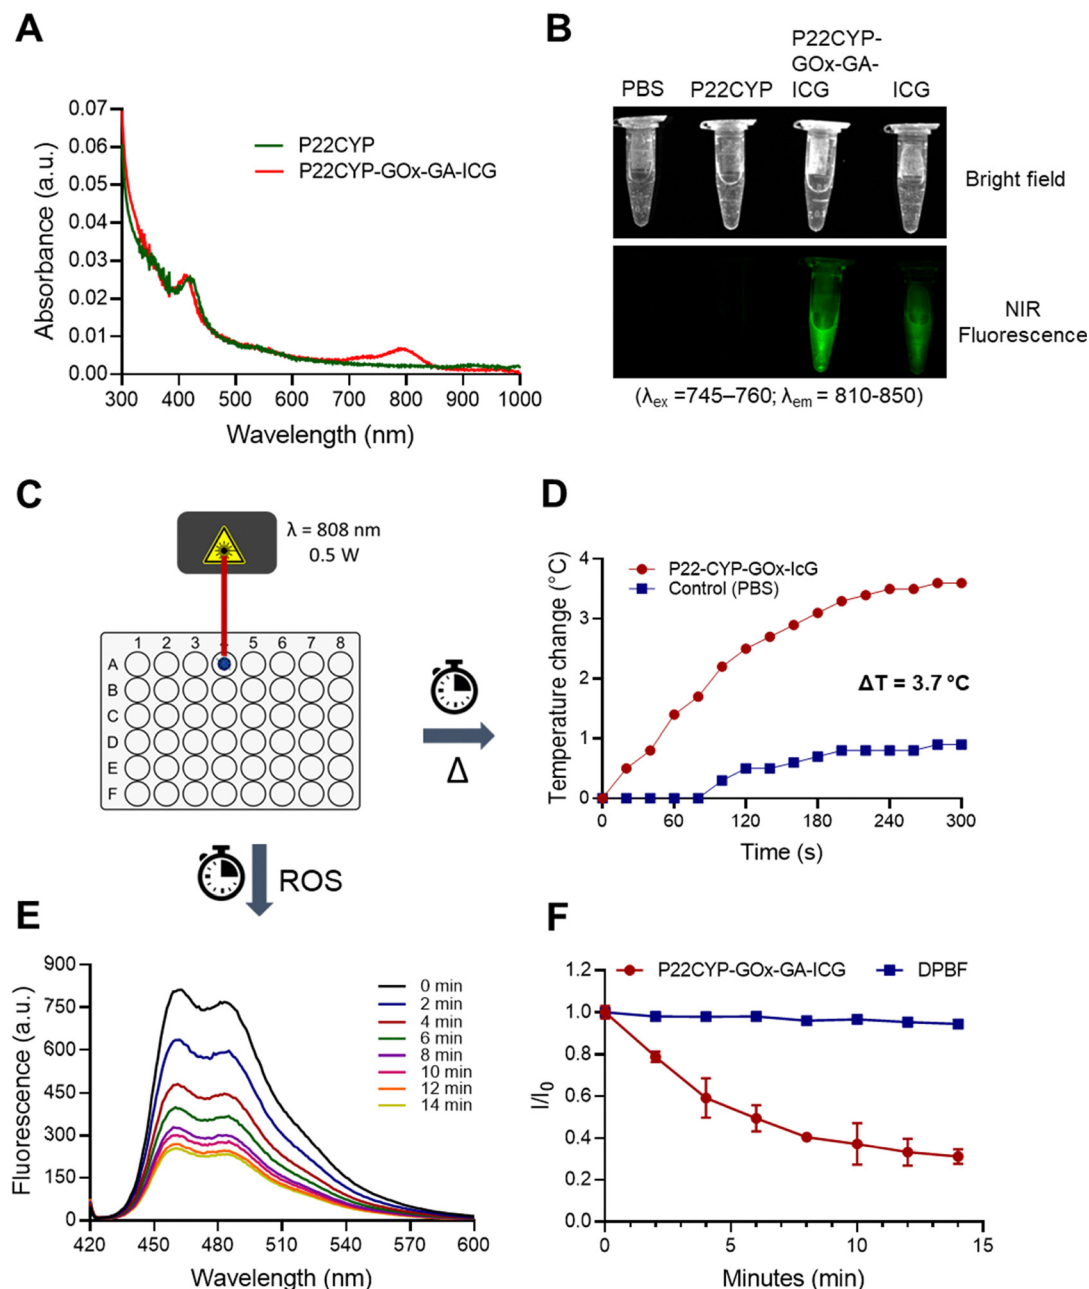 A
0.07
0.06
0.05
0.04
0.03
0.02
0.01
0.00
Absorbance (a.u.)
P22CYP
P22CYP-GOx-GA-ICG
300 400 500 600 700 800 900 1000
Wavelength (nm)
B
PBS
P22CYP
P22CYP-
GOx-GA-
ICG
ICG
Bright field
NIR
Fluorescence
(λex =745–760; λem = 810-850)
C
λ = 808 nm
0.5 W
1 2 3 4 5 6 7 8
A
B
C
D
E
F
Δ
ROS
D
4
3
2
1
0
Temperature change (°C)
P22-CYP-GOx-IcG
Control (PBS)
ΔT = 3.7 °C
0 60 120 180 240 300
Time (s)
E
900
750
600
450
300
150
0
Fluorescence (a.u.)
0 min
2 min
4 min
6 min
8 min
10 min
12 min
14 min
420 450 480 510 540 570 600
Wavelength (nm)
F
P22CYP-GOx-GA-ICG
DPBF
1.2
1.0
0.8
0.6
0.4
0.2
0.0
I/I0
0 5 10 15
Minutes (min)